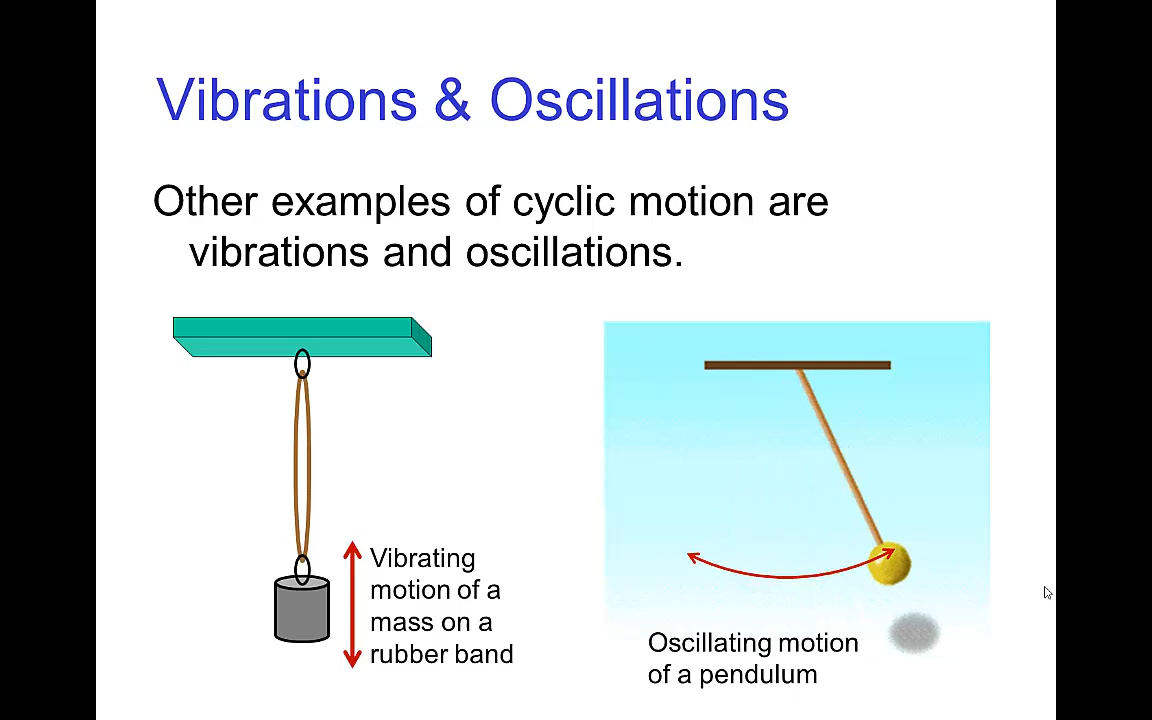 Vibrations & Oscillations
Other examples of cyclic motion are
vibrations and oscillations.
Vibrating
motion of a
mass on a
rubber band
Oscillating motion
of a pendulum